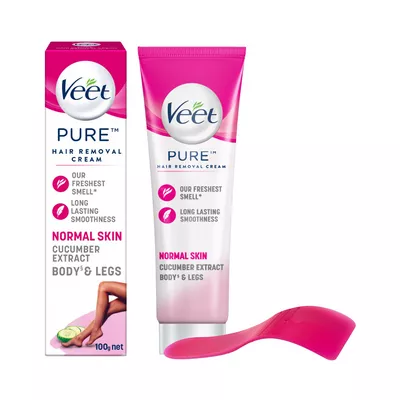 Veet
PURE™
HAIR REMOVAL
CREAM
OUR
FRESHEST
SMELL*
LONG
LASTING
SMOOTHNESS
NORMAL SKIN
CUCUMBER
EXTRACT
BODY§ & LEGS
100g net
Veet
PURE™
HAIR REMOVAL CREAM
OUR FRESHEST
SMELL*
LONG LASTING
SMOOTHNESS
NORMAL SKIN
CUCUMBER EXTRACT
BODY§ & LEGS